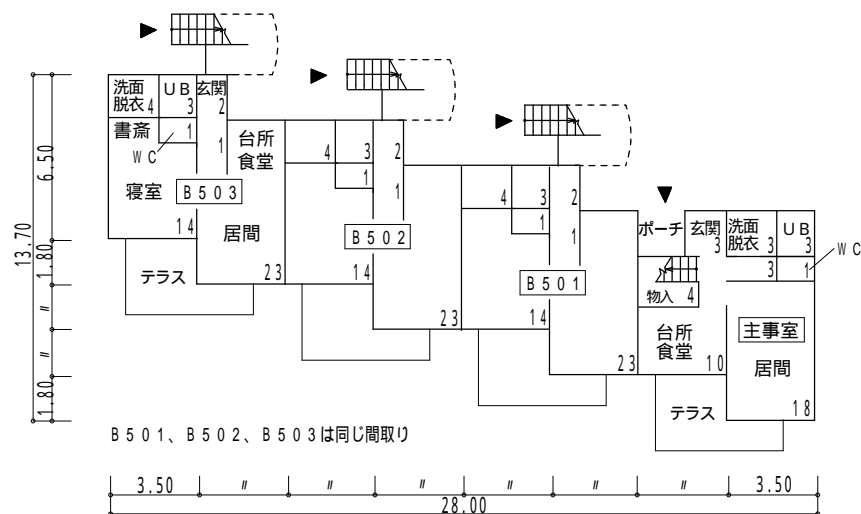 洗面 UB 玄関
脱衣 4 3 2
書斎 1 1
WC
寝室 B503
14
台所
食堂
居間
23
テラス
4 3 2
1 1
B502
14
23
4 3 2
1 1
B501
14
23
ポーチ 玄関 洗面 UB
3 脱衣 3 3
3 1 WC
物入 4
台所 主事室
食堂 10 居間
18
テラス
6.50
13.70
1.80
〃
〃
1.80
B501、B502、B503は同じ間取り
3.50 〃 〃 〃 〃 〃 〃 3.50
28.00